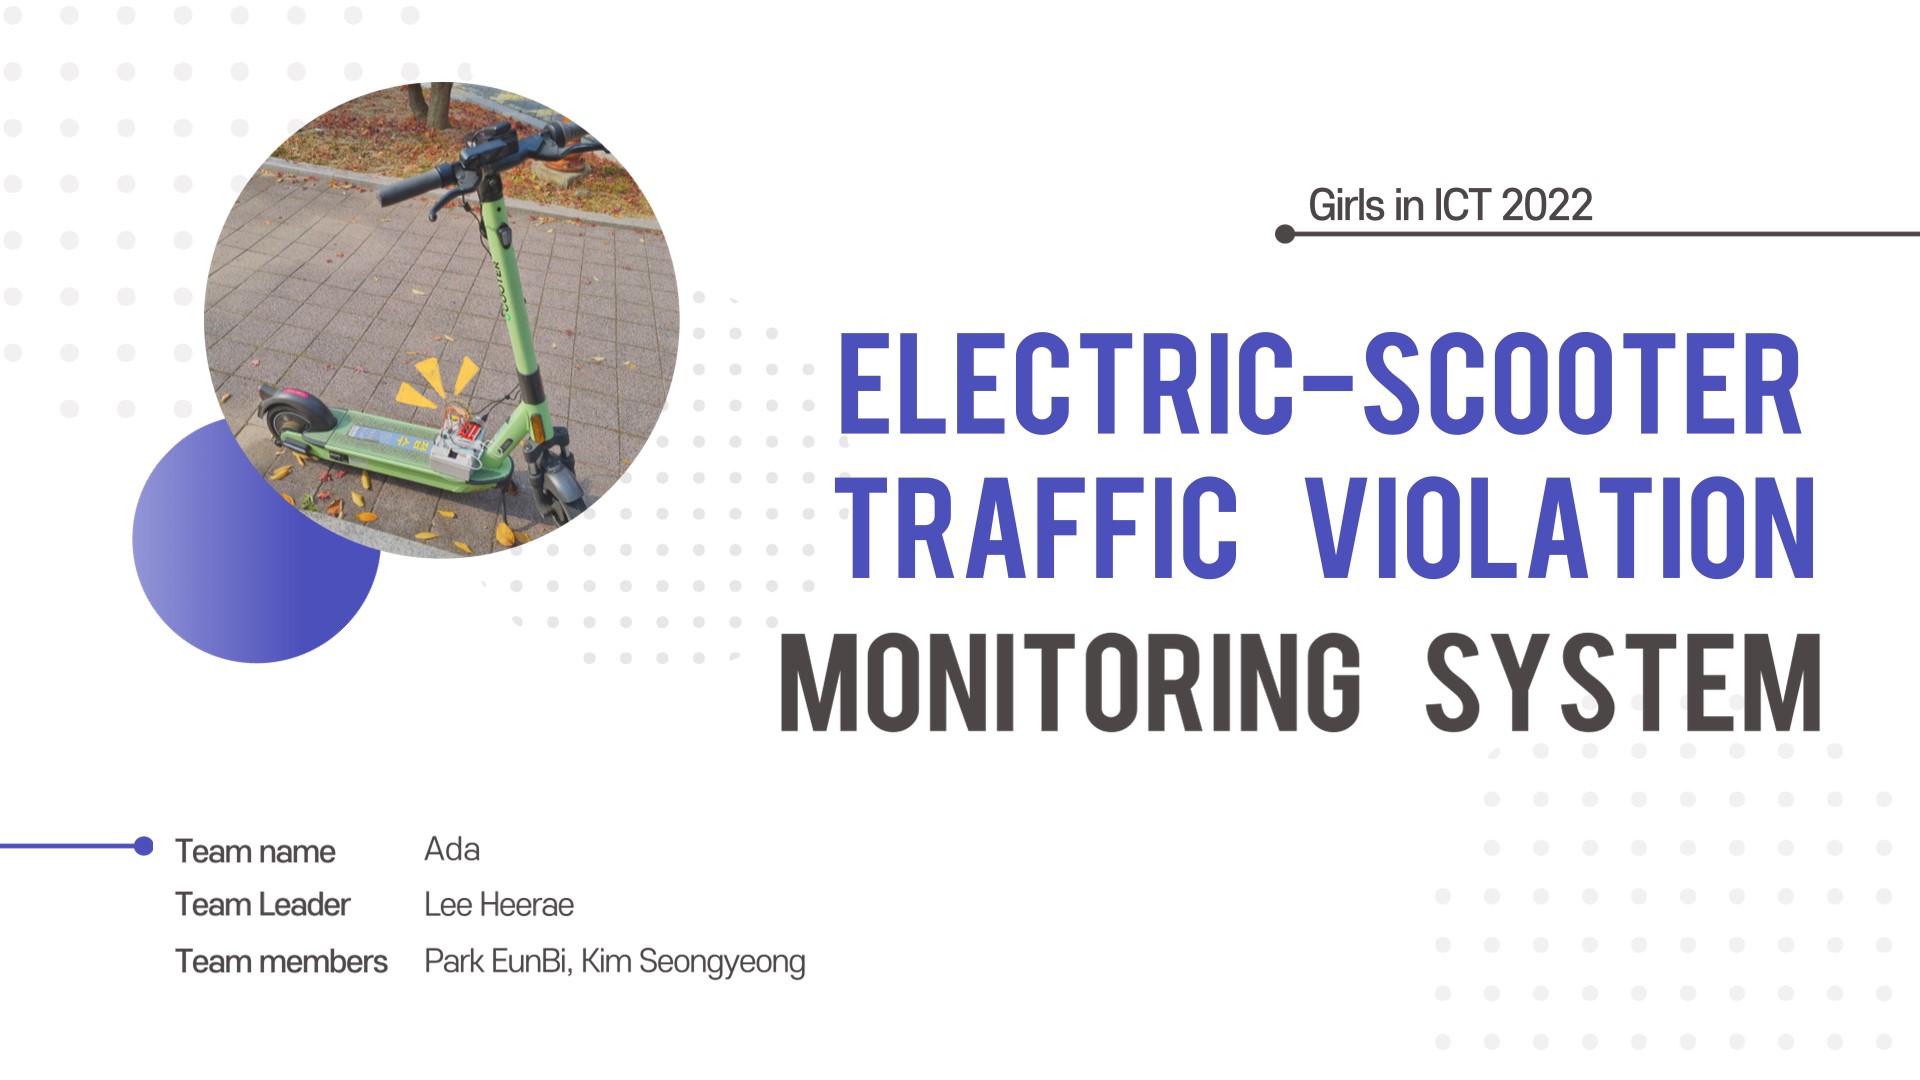 Girls in ICT 2022
ELECTRIC-SCOOTER
TRAFFIC VIOLATION
MONITORING SYSTEM
Team name Ada
Team Leader Lee Heerae
Team members Park EunBi, Kim Seongyeong